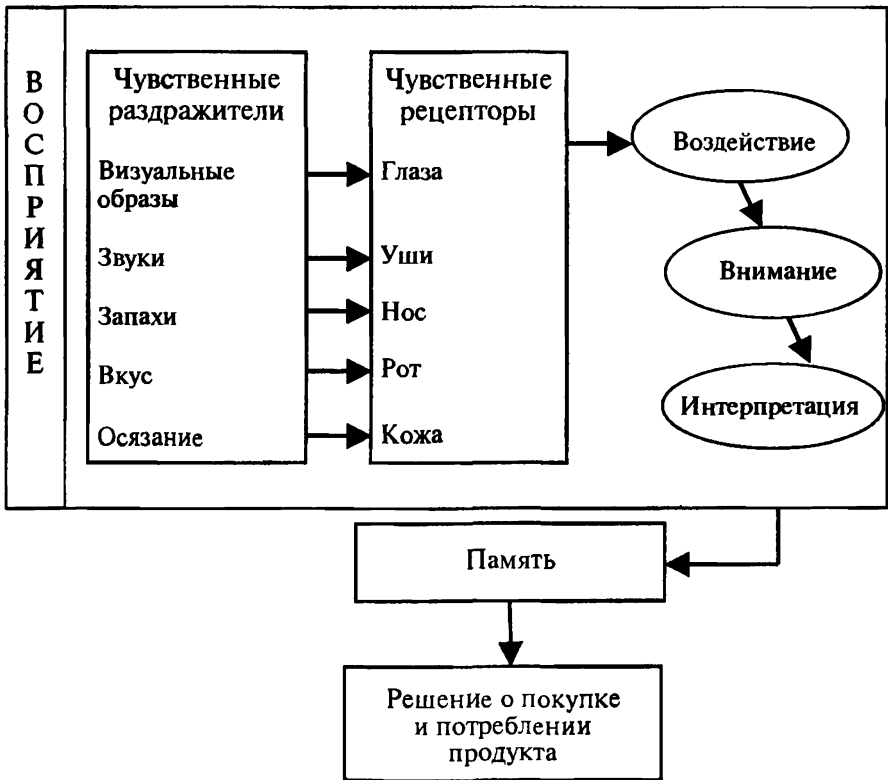 ВОСПРИЯТИЕ
Чувственные
раздражители
Визуальные
образы
Звуки
Запахи
Вкус
Осязание
Чувственные
рецепторы
Глаза
Уши
Нос
Рот
Кожа
Воздействие
Внимание
Интерпретация
Память
Решение о покупке
и потреблении
продукта